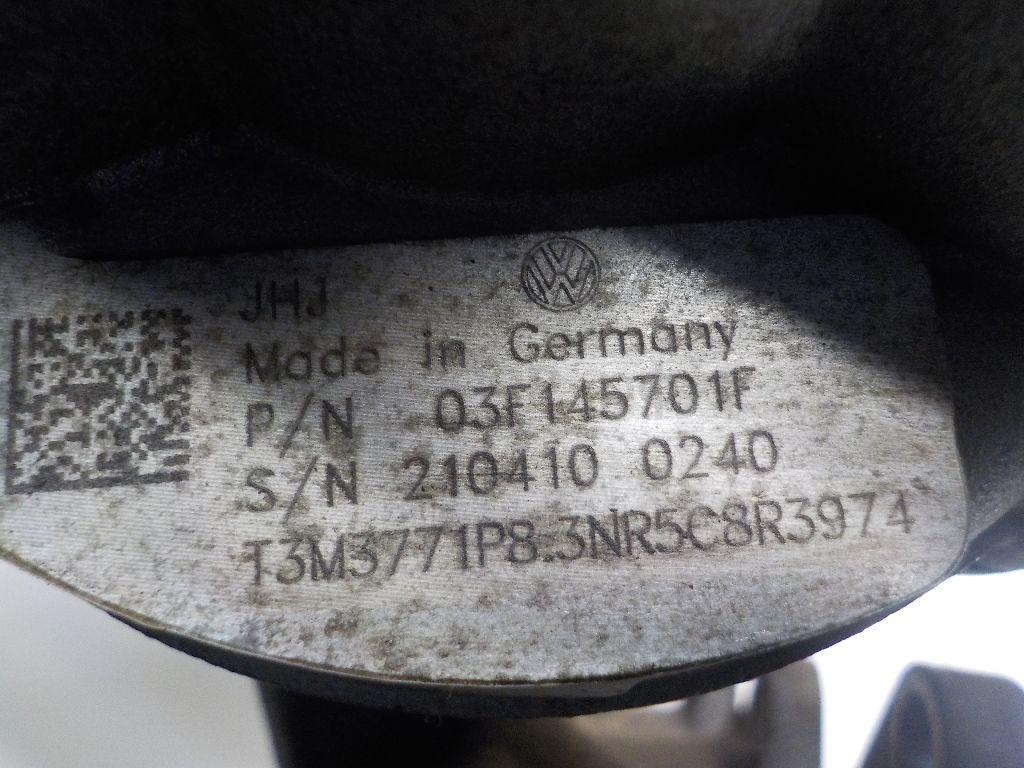 JHJ
Made in Germany
P/N 03F145701F
S/N 210410 0240
T3M3771P8.3NR5C8R3974